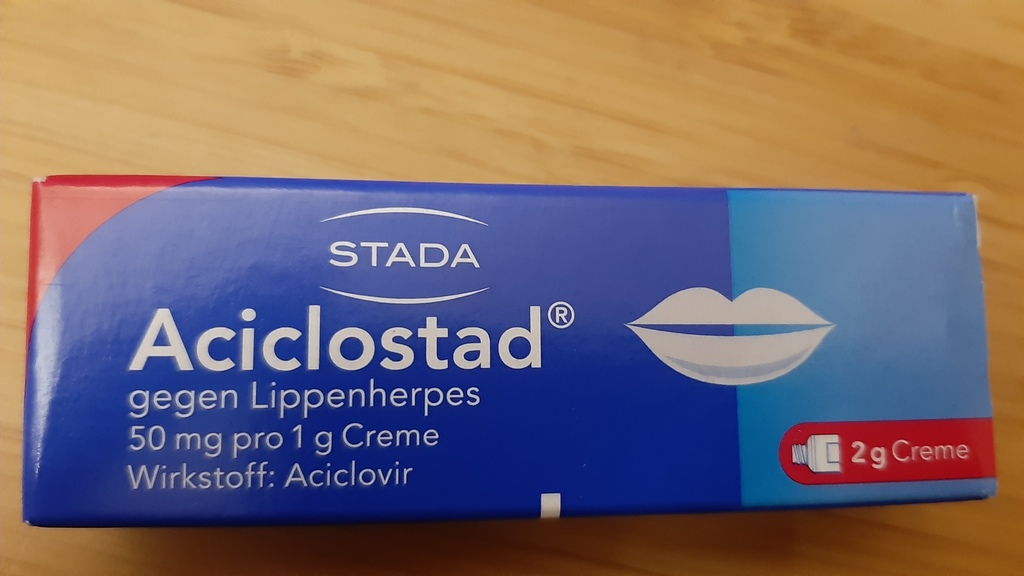 STADA
Aciclostad®
gegen Lippenherpes
50 mg pro 1 g Creme
Wirkstoff: Aciclovir
2 g Creme